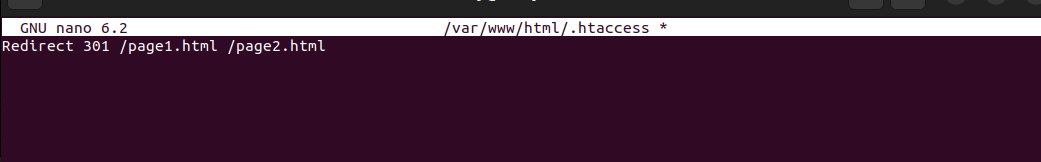 GNU nano 6.2 /var/www/html/.htaccess *
Redirect 301 /page1.html /page2.html